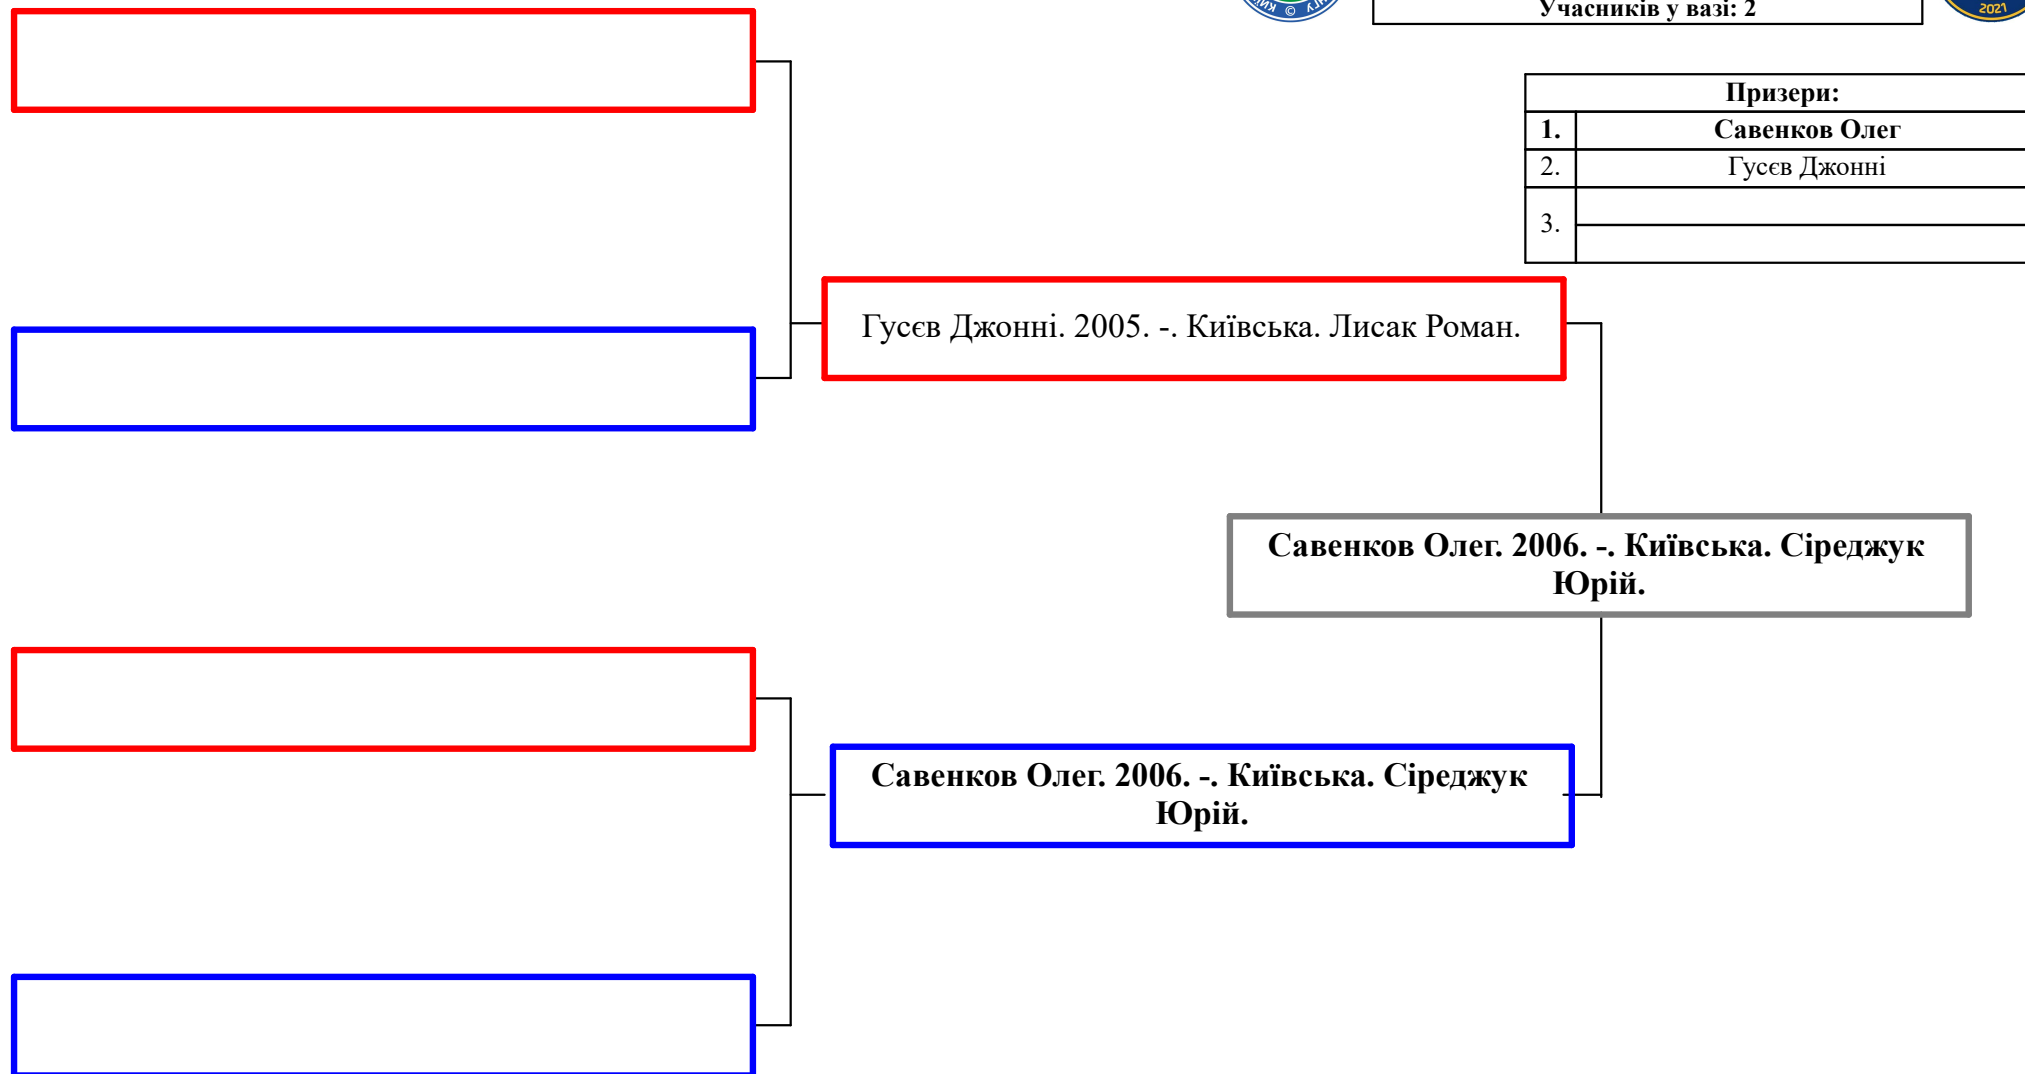 Учасників у вазі: 2
2021
Призери:
1. Савенков Олег
2. Гусєв Джонні
3.
Гусєв Джонні. 2005. -. Київська. Лисак Роман.
Савенков Олег. 2006. -. Київська. Сіреджук
Юрій.
Савенков Олег. 2006. -. Київська. Сіреджук
Юрій.